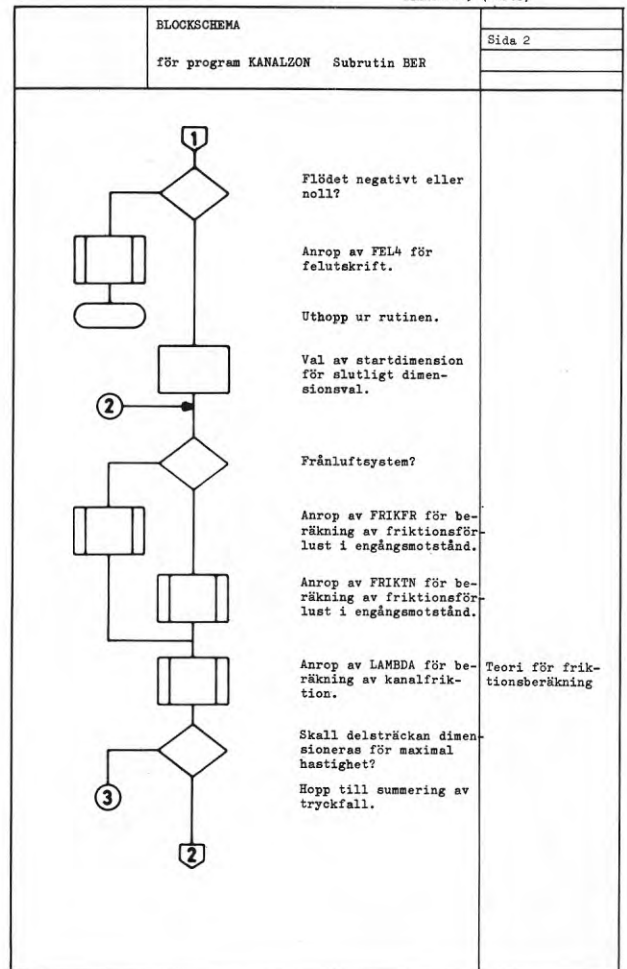 BLOCKSCHEMA
för program KANALZON Subrutin BER
Sida 2
1
Flödet negativt eller
noll?
Anrop av FEL4 för
felutskrift.
Uthopp ur rutinen.
Val av startdimension
för slutligt dimen-
sionsval.
2
Frånluftsystem?
Anrop av FRIKFR för be-
räkning av friktionsför-
lust i engångsmotstånd.
Anrop av FRIKTN för be-
räkning av friktionsför-
lust i engångsmotstånd.
Anrop av LAMBDA för be-
räkning av kanalfrik-
tion.
Teori för frik-
tionsberäkning
Skall delsträckan dimen-
sioneras för maximal
hastighet?
3
Hopp till summering av
tryckfall.
2